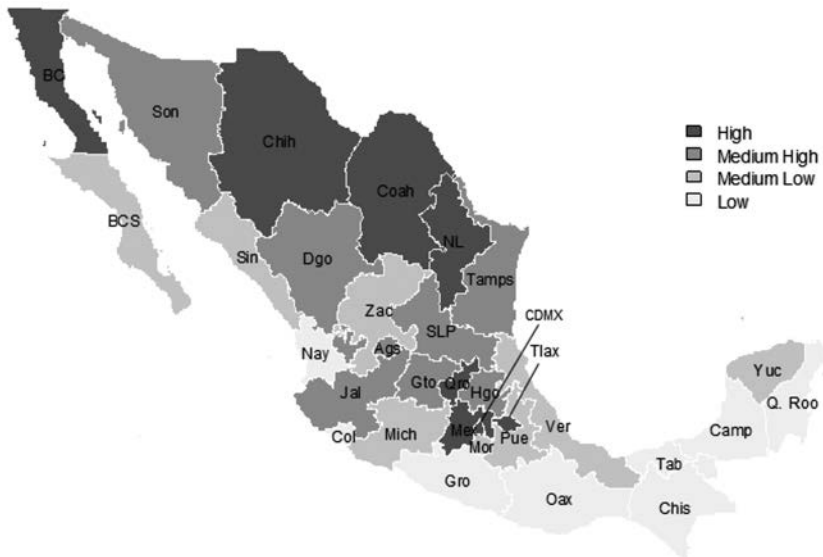 BC
Son
Chih
Coah
BCS
Sin
Dgo
NL
Tamps
Zac
SLP
CDMX
Tlax
Nay
Ags
Jal
Gto
Qro
Hgo
Col
Mich
Mex
Mor
Pue
Ver
Gro
Oax
Tab
Chis
Camp
Yuc
Q. Roo
High
Medium High
Medium Low
Low